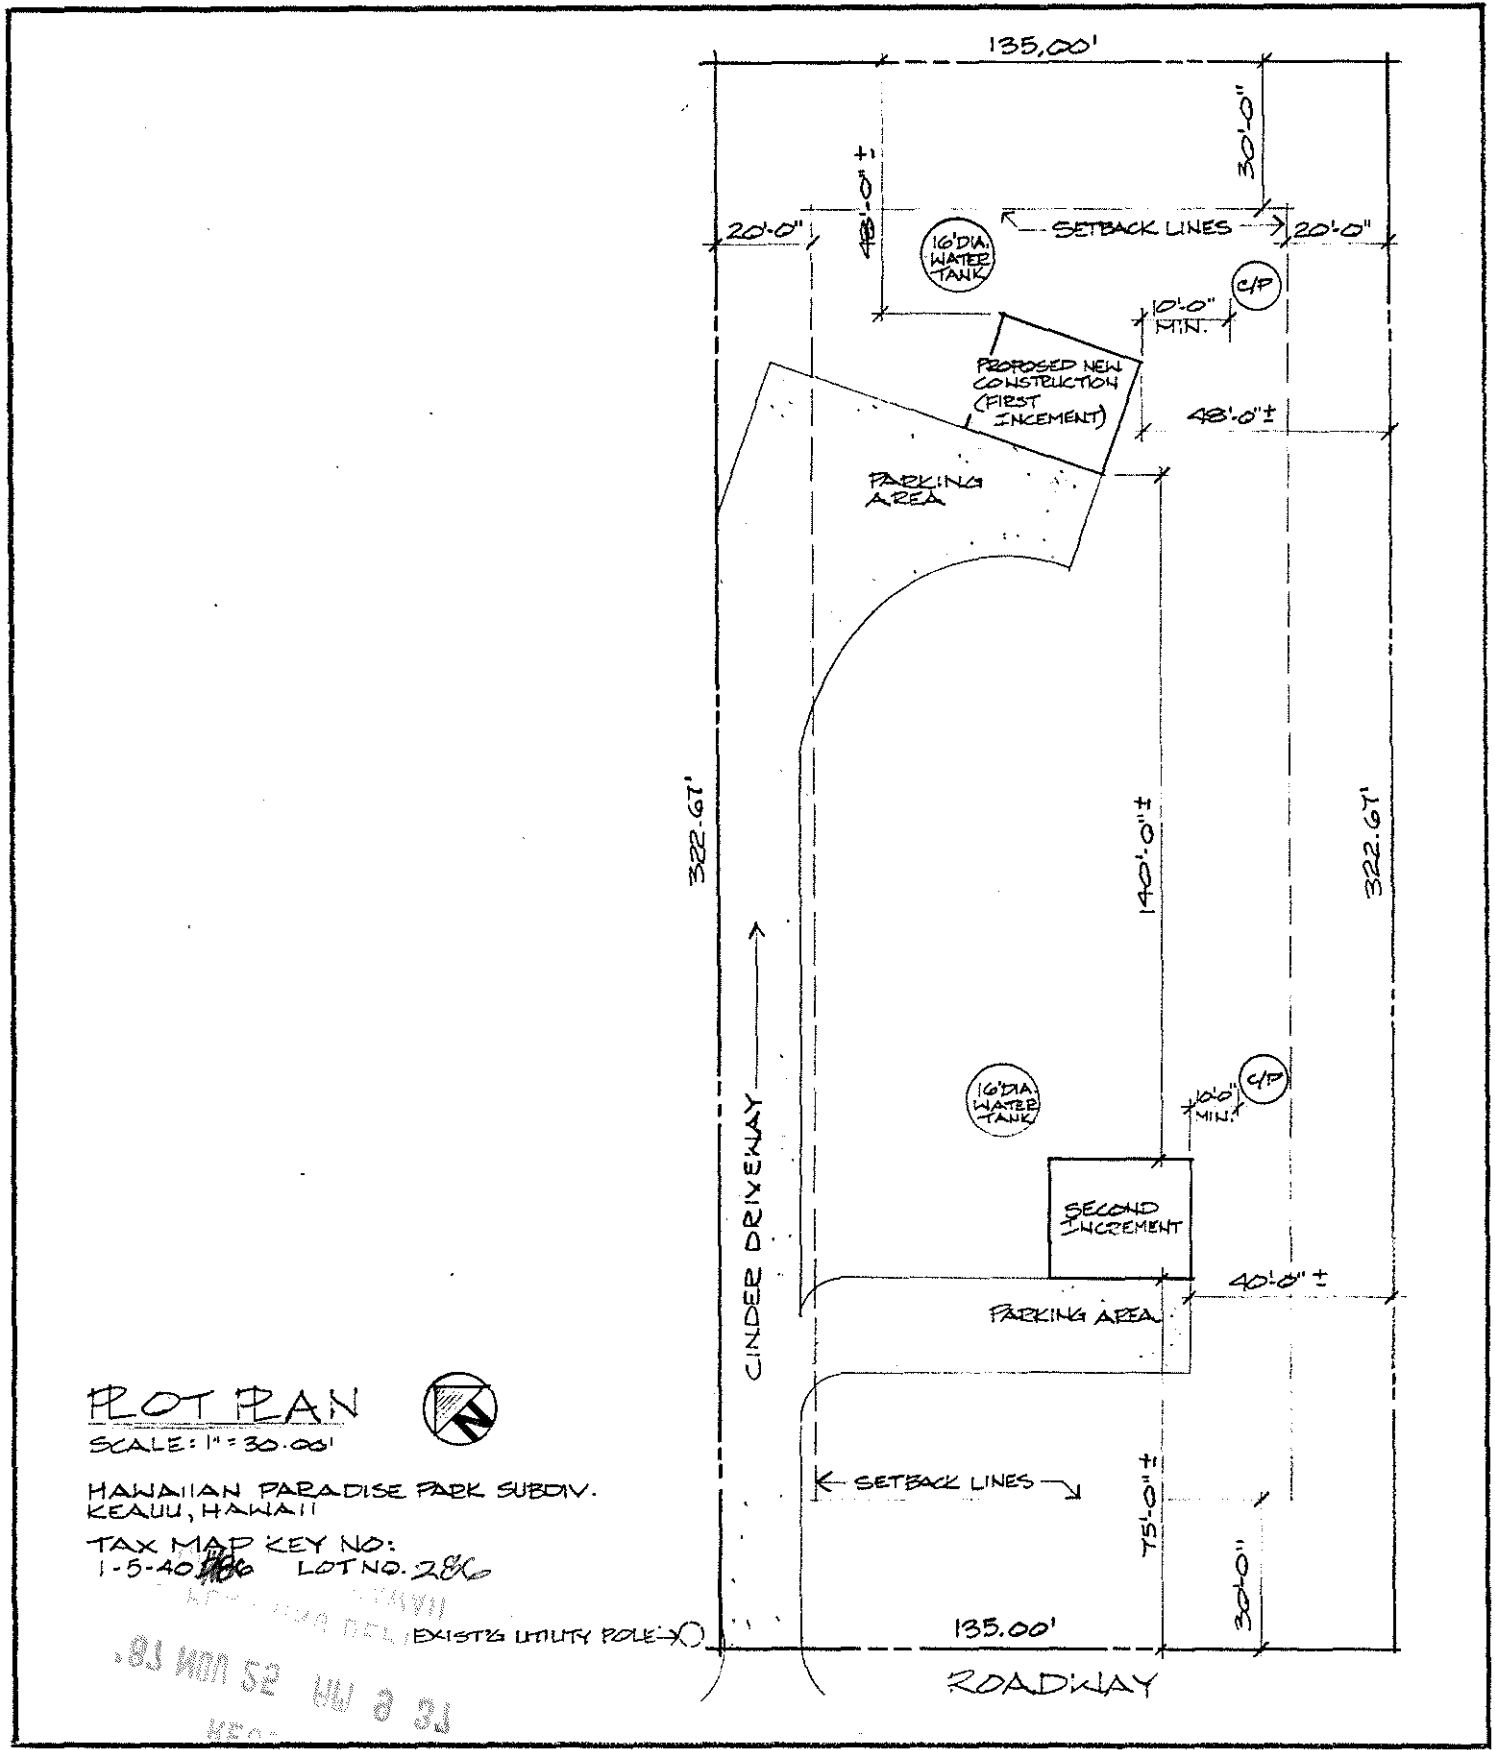 135.00'
30'-0"
48'-0" ±
20'-0"
SETBACK LINES
20'-0"
16' DIA.
WATER
TANK
C/P
10'-0"
MIN.
PROPOSED NEW
CONSTRUCTION
(FIRST
INCEMENT)
48'-0" ±
PARKING
AREA
322.67'
140'-0" ±
322.67'
CINDER DRIVEWAY
16' DIA.
WATER
TANK
C/P
10'-0"
MIN.
SECOND
INCREMENT
40'-0" ±
PARKING AREA
PLOT PLAN
N
SCALE: 1" = 30.00'
SETBACK LINES
75'-0" ±
30'-0"
HAWAIIAN PARADISE PARK SUBDIV.
KEAUU, HAWAII
TAX MAP KEY NO:
1-5-40 LOT NO. 286
EXIST'G UTILITY POLE
135.00'
ROADWAY